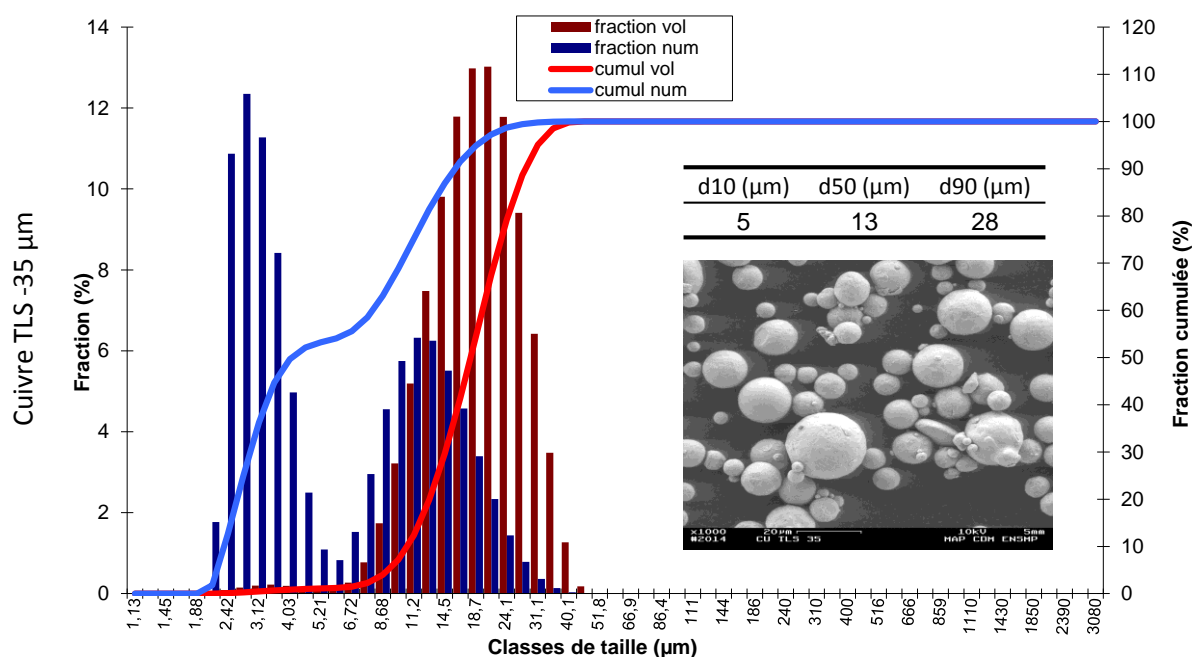 Cuivre TLS -35 µm
Fraction (%)
14
12
10
8
6
4
2
0
fraction vol
fraction num
cumul vol
cumul num
120
110
100
90
80
70
60
50
40
30
20
10
0
Fraction cumulée (%)
d10 (µm) d50 (µm) d90 (µm)
5 13 28
x1000 20µm 10kV 5mm
#2014 CU TLS 35 MAP CDM ENSMP
1,13 1,45 1,88 2,42 3,12 4,03 5,21 6,72 8,68 11,2 14,5 18,7 24,1 31,1 40,1 51,8 66,9 86,4 111 144 186 240 310 400 516 666 859 1110 1430 1850 2390 3080
Classes de taille (µm)